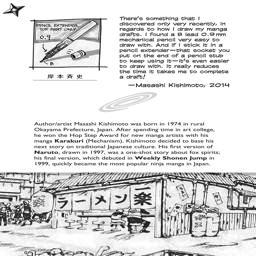 PENCIL EXTENDER
TOP PART ONLY
0.9
岸本斉史
There's something that I
discovered only very recently. In
regards to how I draw my manga
drafts, I found a B lead 0.9mm
mechanical pencil very easy to
draw with. And if I stick it in a
pencil extender—that socket you
put on the end of a pencil stub
to keep using it—it's even easier
to draw with. It really reduces
the time it takes me to complete
a draft!
—Masashi Kishimoto, 2014
Author/artist Masashi Kishimoto was born in 1974 in rural
Okayama Prefecture, Japan. After spending time in art college,
he won the Hop Step Award for new manga artists with his
manga Karakuri (Mechanism). Kishimoto decided to base his
next story on traditional Japanese culture. His first version of
Naruto, drawn in 1997, was a one-shot story about fox spirits;
his final version, which debuted in Weekly Shonen Jump in
1999, quickly became the most popular ninja manga in Japan.
ラーメン楽